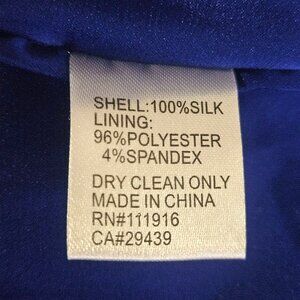 SHELL:100%SILK
LINING:
96%POLYESTER
4%SPANDEX
DRY CLEAN ONLY
MADE IN CHINA
RN#111916
CA#29439